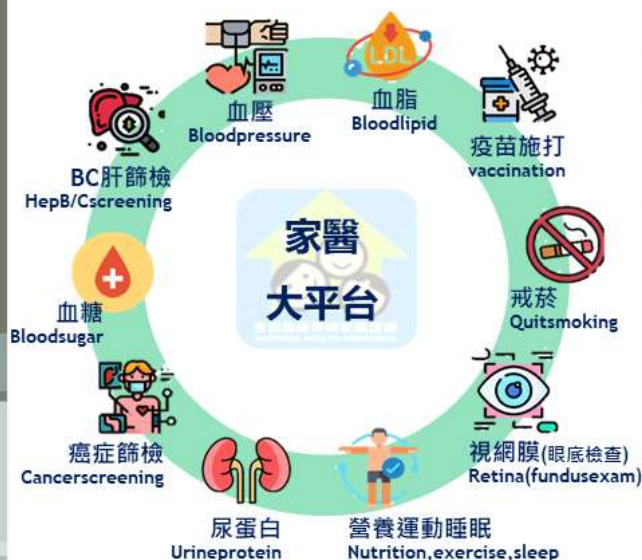 血壓
Bloodpressure
血脂
Bloodlipid
LDL
疫苗施打
vaccination
BC肝篩檢
HepB/Cscreening
家醫
大平台
戒菸
Quitsmoking
血糖
Bloodsugar
視網膜(眼底檢查)
Retina(fundusexam)
癌症篩檢
Cancerscreening
尿蛋白
Urineprotein
營養運動睡眠
Nutrition,exercise,sleep